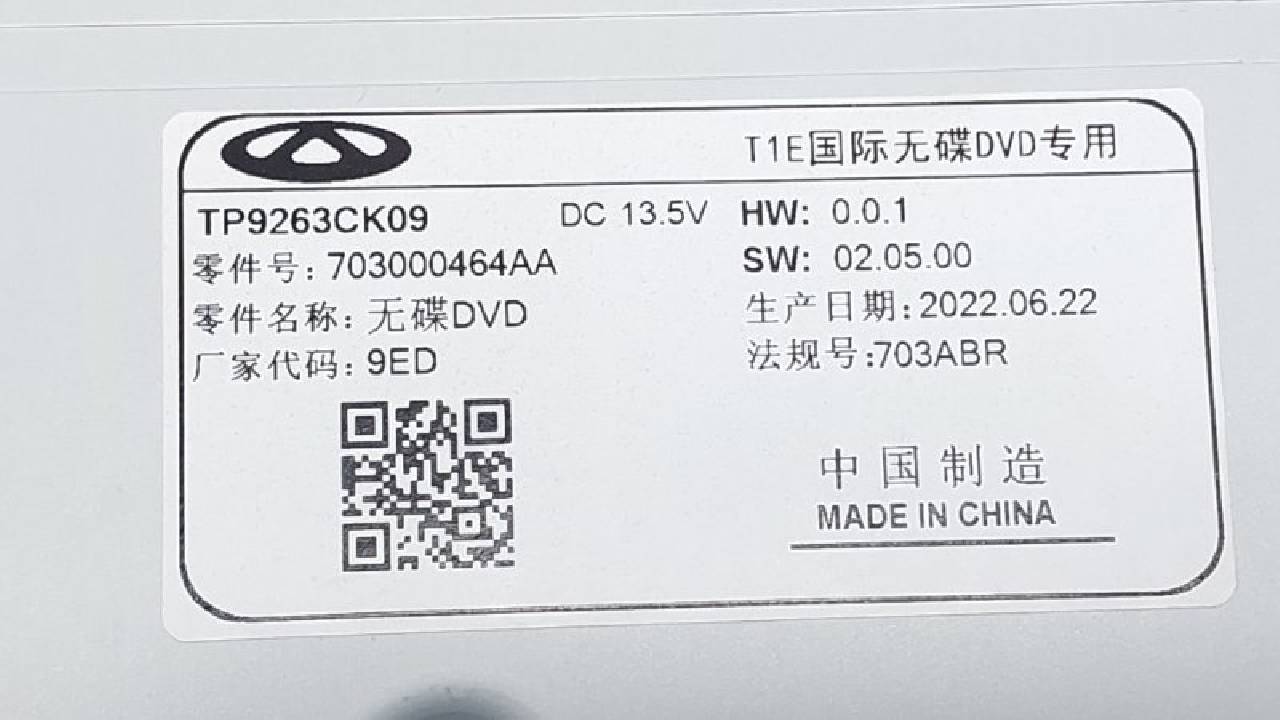 T1E国际无碟DVD专用
TP9263CK09 DC 13.5V HW: 0.0.1
零件号: 703000464AA SW: 02.05.00
零件名称: 无碟DVD 生产日期: 2022.06.22
厂家代码: 9ED 法规号:703ABR
中国制造
MADE IN CHINA